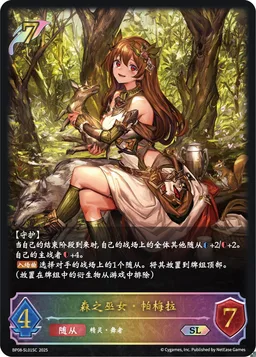 7
【守护】
当自己的结束阶段到来时,自己的战场上的全体其他随从+2/+2。
自己的主战者+4。
入场曲 选择对手的战场上的1个随从。将其放置到牌组顶部。
(放置在牌组中的衍生物从游戏中排除)
森之巫女·帕梅拉
4
随从
精灵·舞者
SL
7
BP08-SL01SC 2025
© Cygames, Inc. Published by NetEase Games